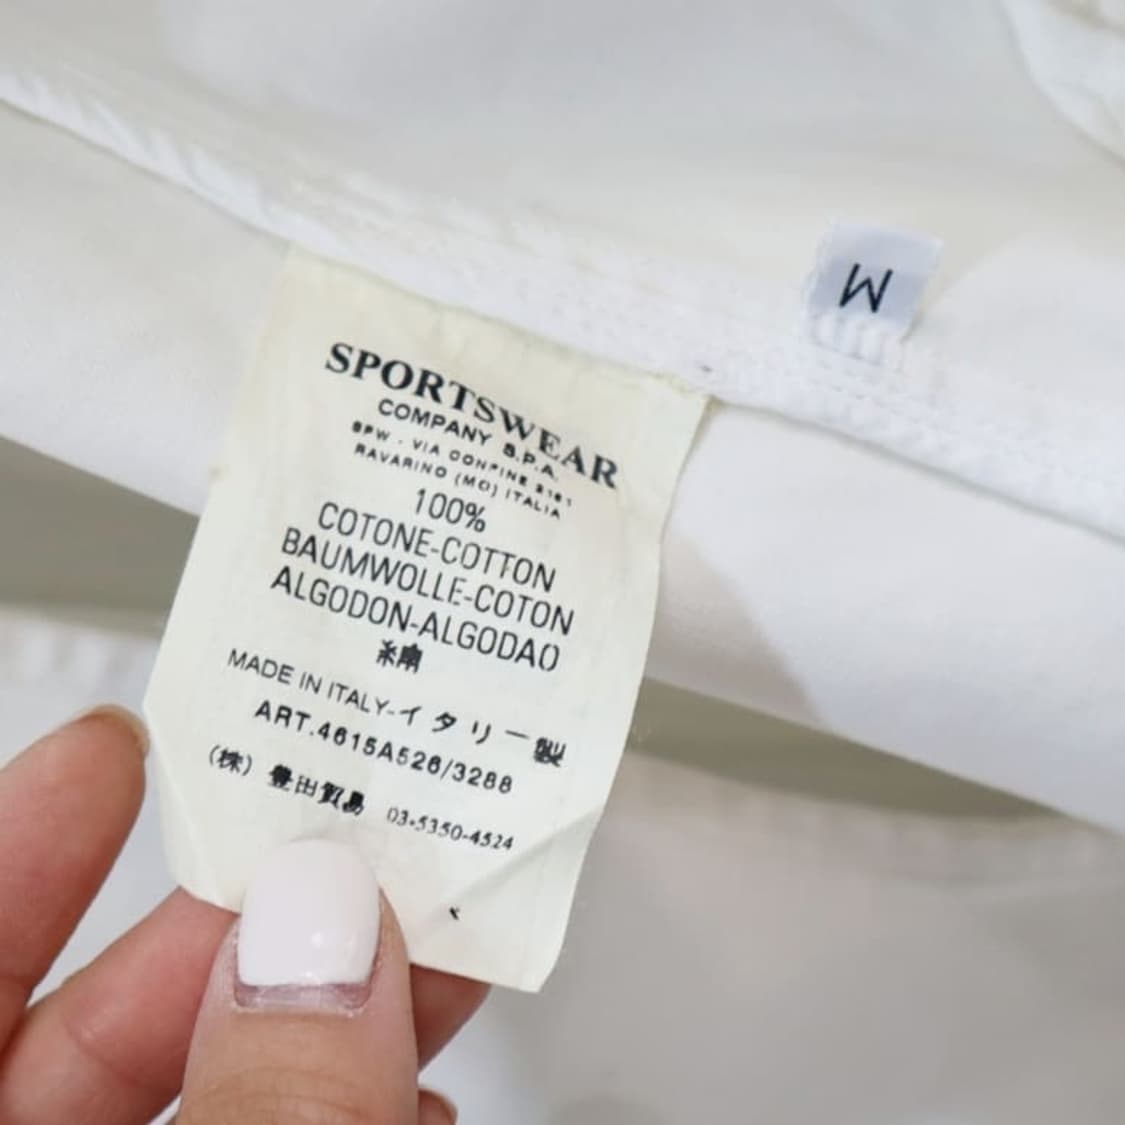 M
SPORTSWEAR
COMPANY S.P.A.
SPW . VIA CONFINE 2161
RAVARINO (MO) ITALIA
100%
COTONE-COTTON
BAUMWOLLE-COTON
ALGODON-ALGODAO
綿
MADE IN ITALY-イタリー製
ART.4615A526/3288
(株) 豊田貿易 03-5350-4524